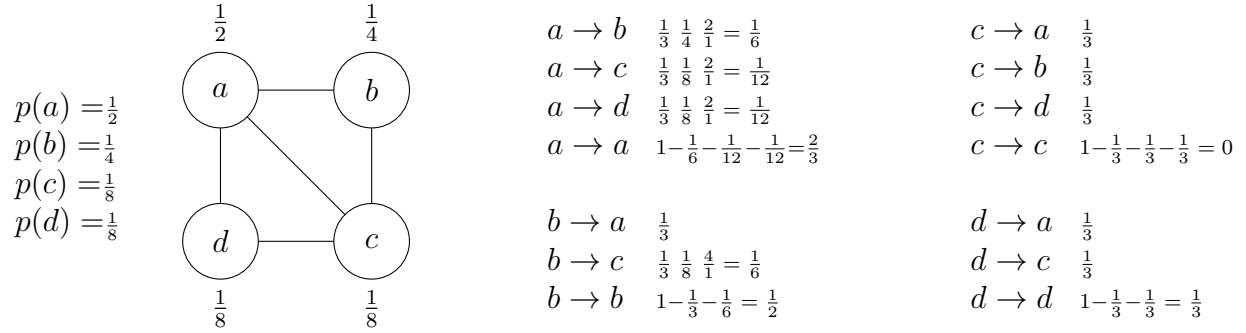 1/2 1/4
a b
p(a) = 1/2
p(b) = 1/4
p(c) = 1/8
p(d) = 1/8
d c
1/8 1/8
a → b 1/3 1/4 2/1 = 1/6
a → c 1/3 1/8 2/1 = 1/12
a → d 1/3 1/8 2/1 = 1/12
a → a 1−1/6−1/12−1/12=2/3
b → a 1/3
b → c 1/3 1/8 4/1 = 1/6
b → b 1−1/3−1/6 = 1/2
c → a 1/3
c → b 1/3
c → d 1/3
c → c 1−1/3−1/3−1/3 = 0
d → a 1/3
d → c 1/3
d → d 1−1/3−1/3 = 1/3